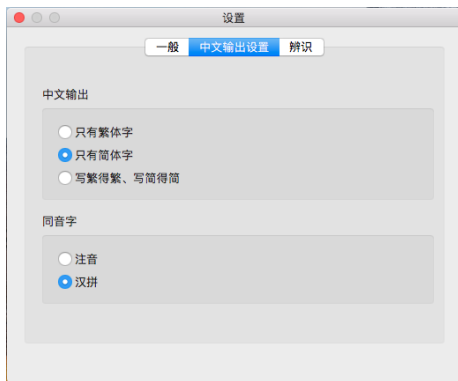 设置
一般 中文输出设置 辨识
中文输出
只有繁体字
只有简体字
写繁得繁、写简得简
同音字
注音
汉拼